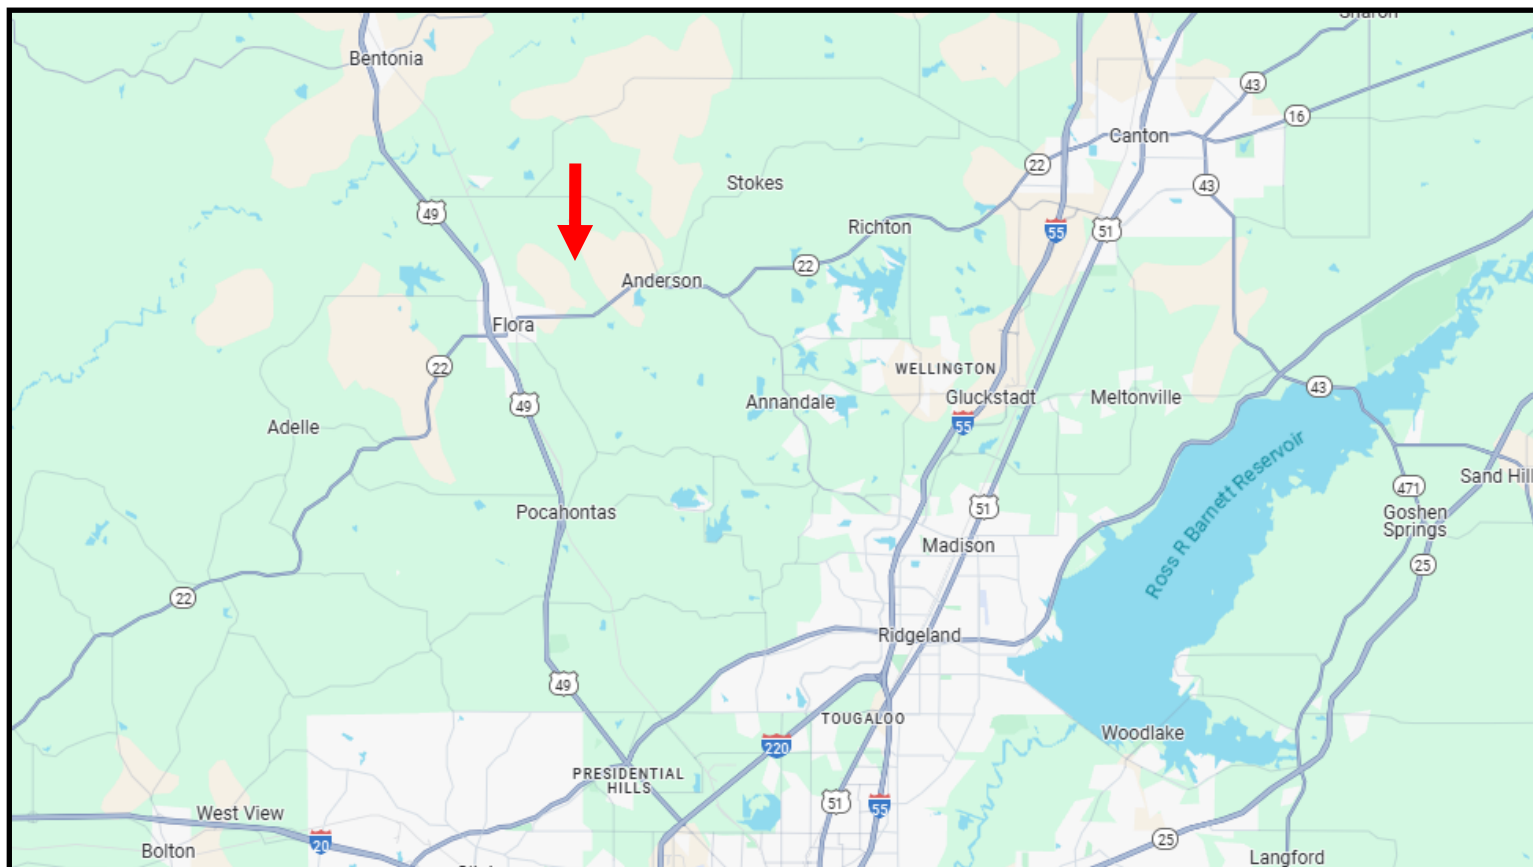 Sharon
Bentonia
43
16
Canton
22
Stokes
43
49
Richton
55
51
22
Anderson
Flora
22
WELLINGTON
43
Annandale
Gluckstadt
Meltonville
49
55
Adelle
Ross R Barnett Reservoir
Sand Hill
471
51
Pocahontas
Goshen
Springs
Madison
25
22
Ridgeland
49
TOUGALOO
Woodlake
220
PRESIDENTIAL
HILLS
51
55
West View
20
25
Bolton
Langford